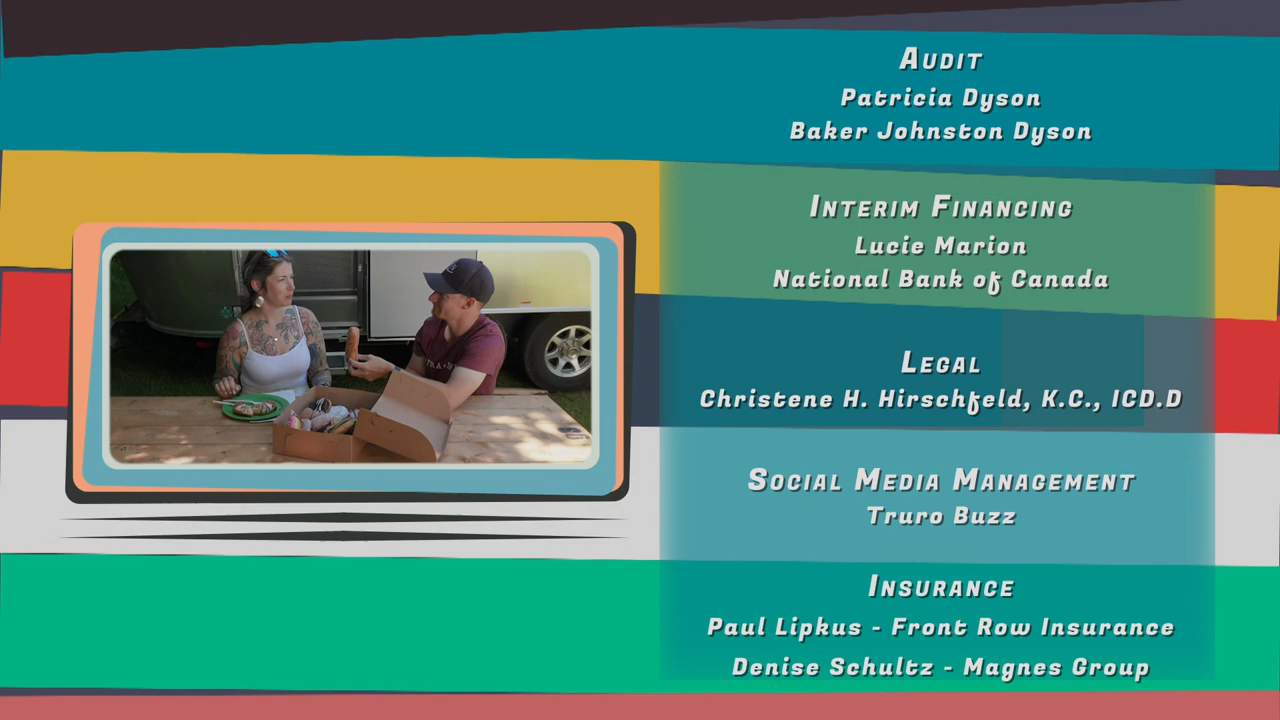 Audit
Patricia Dyson
Baker Johnston Dyson
Interim Financing
Lucie Marion
National Bank of Canada
Legal
Christene H. Hirschfeld, K.C., ICD.D
Social Media Management
Truro Buzz
Insurance
Paul Lipkus - Front Row Insurance
Denise Schultz - Magnes Group